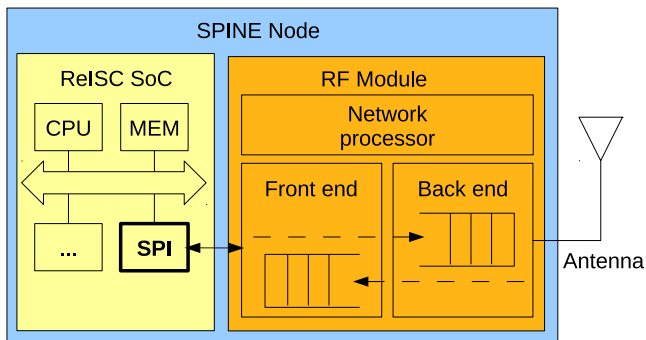 SPINE Node
ReISC SoC
RF Module
CPU
MEM
Network
processor
Front end
Back end
...
SPI
Antenna